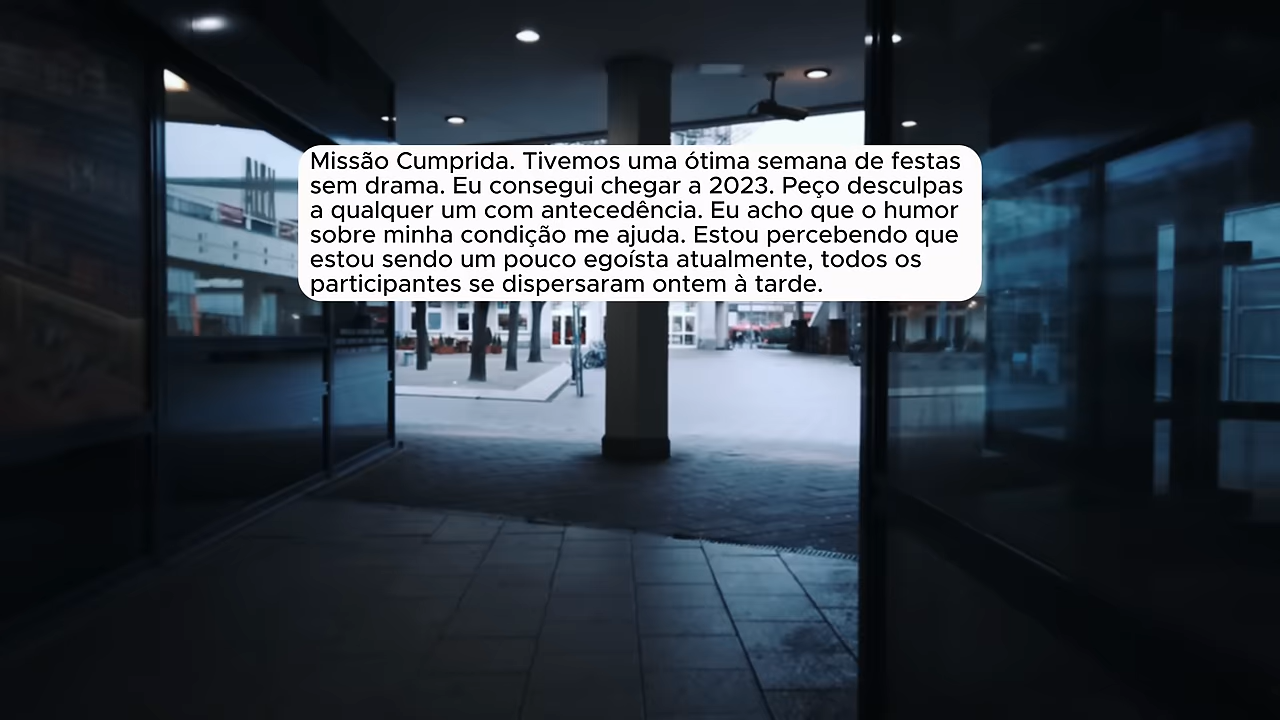 Missão Cumprida. Tivemos uma ótima semana de festas
sem drama. Eu consegui chegar a 2023. Peço desculpas
a qualquer um com antecedência. Eu acho que o humor
sobre minha condição me ajuda. Estou percebendo que
estou sendo um pouco egoísta atualmente, todos os
participantes se dispersaram ontem à tarde.